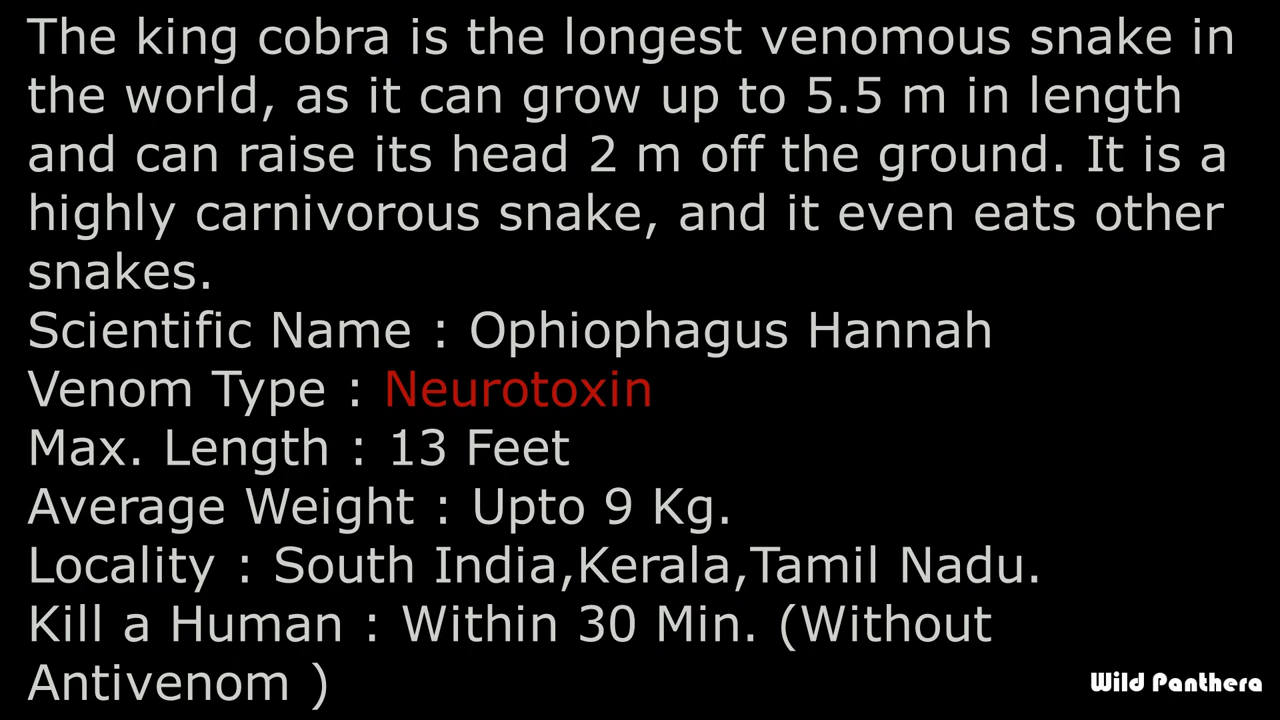 The king cobra is the longest venomous snake in
the world, as it can grow up to 5.5 m in length
and can raise its head 2 m off the ground. It is a
highly carnivorous snake, and it even eats other
snakes.
Scientific Name : Ophiophagus Hannah
Venom Type : Neurotoxin
Max. Length : 13 Feet
Average Weight : Upto 9 Kg.
Locality : South India,Kerala,Tamil Nadu.
Kill a Human : Within 30 Min. (Without
Antivenom )
Wild Panthera